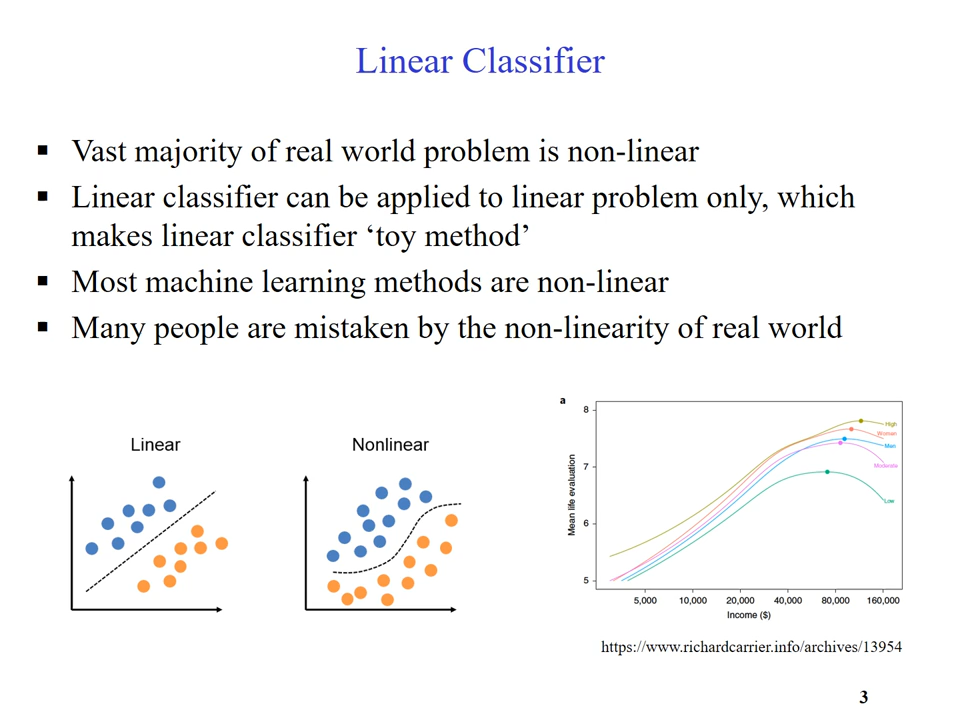 Linear Classifier
▪ Vast majority of real world problem is non-linear
▪ Linear classifier can be applied to linear problem only, which
makes linear classifier ‘toy method’
▪ Most machine learning methods are non-linear
▪ Many people are mistaken by the non-linearity of real world
Linear
Nonlinear
a
Mean life evaluation
8
7
6
5
High
Women
Men
Moderate
Low
5,000 10,000 20,000 40,000 80,000 160,000
Income ($)
https://www.richardcarrier.info/archives/13954
3